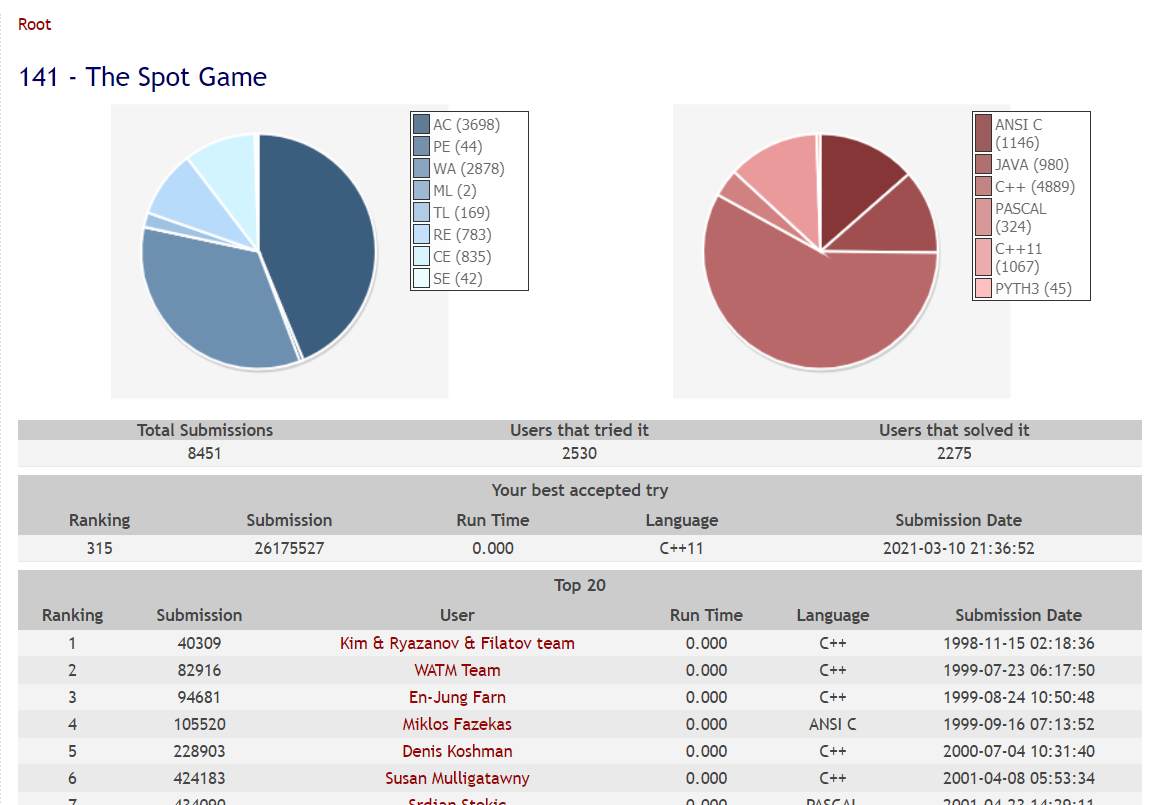 Root
141 - The Spot Game
AC (3698)
PE (44)
WA (2878)
ML (2)
TL (169)
RE (783)
CE (835)
SE (42)
ANSI C
(1146)
JAVA (980)
C++ (4889)
PASCAL
(324)
C++11
(1067)
PYTH3 (45)
Total Submissions Users that tried it Users that solved it
8451 2530 2275
Your best accepted try
Ranking Submission Run Time Language Submission Date
315 26175527 0.000 C++11 2021-03-10 21:36:52
Top 20
Ranking Submission User Run Time Language Submission Date
1 40309 Kim & Ryazanov & Filatov team 0.000 C++ 1998-11-15 02:18:36
2 82916 WATM Team 0.000 C++ 1999-07-23 06:17:50
3 94681 En-Jung Farn 0.000 C++ 1999-08-24 10:50:48
4 105520 Miklos Fazekas 0.000 ANSI C 1999-09-16 07:13:52
5 228903 Denis Koshman 0.000 C++ 2000-07-04 10:31:40
6 424183 Susan Mulligatawny 0.000 C++ 2001-04-08 05:53:34
7 434090 Srdjan Stokic 0.000 PASCAL 2001-04-23 14:29:11